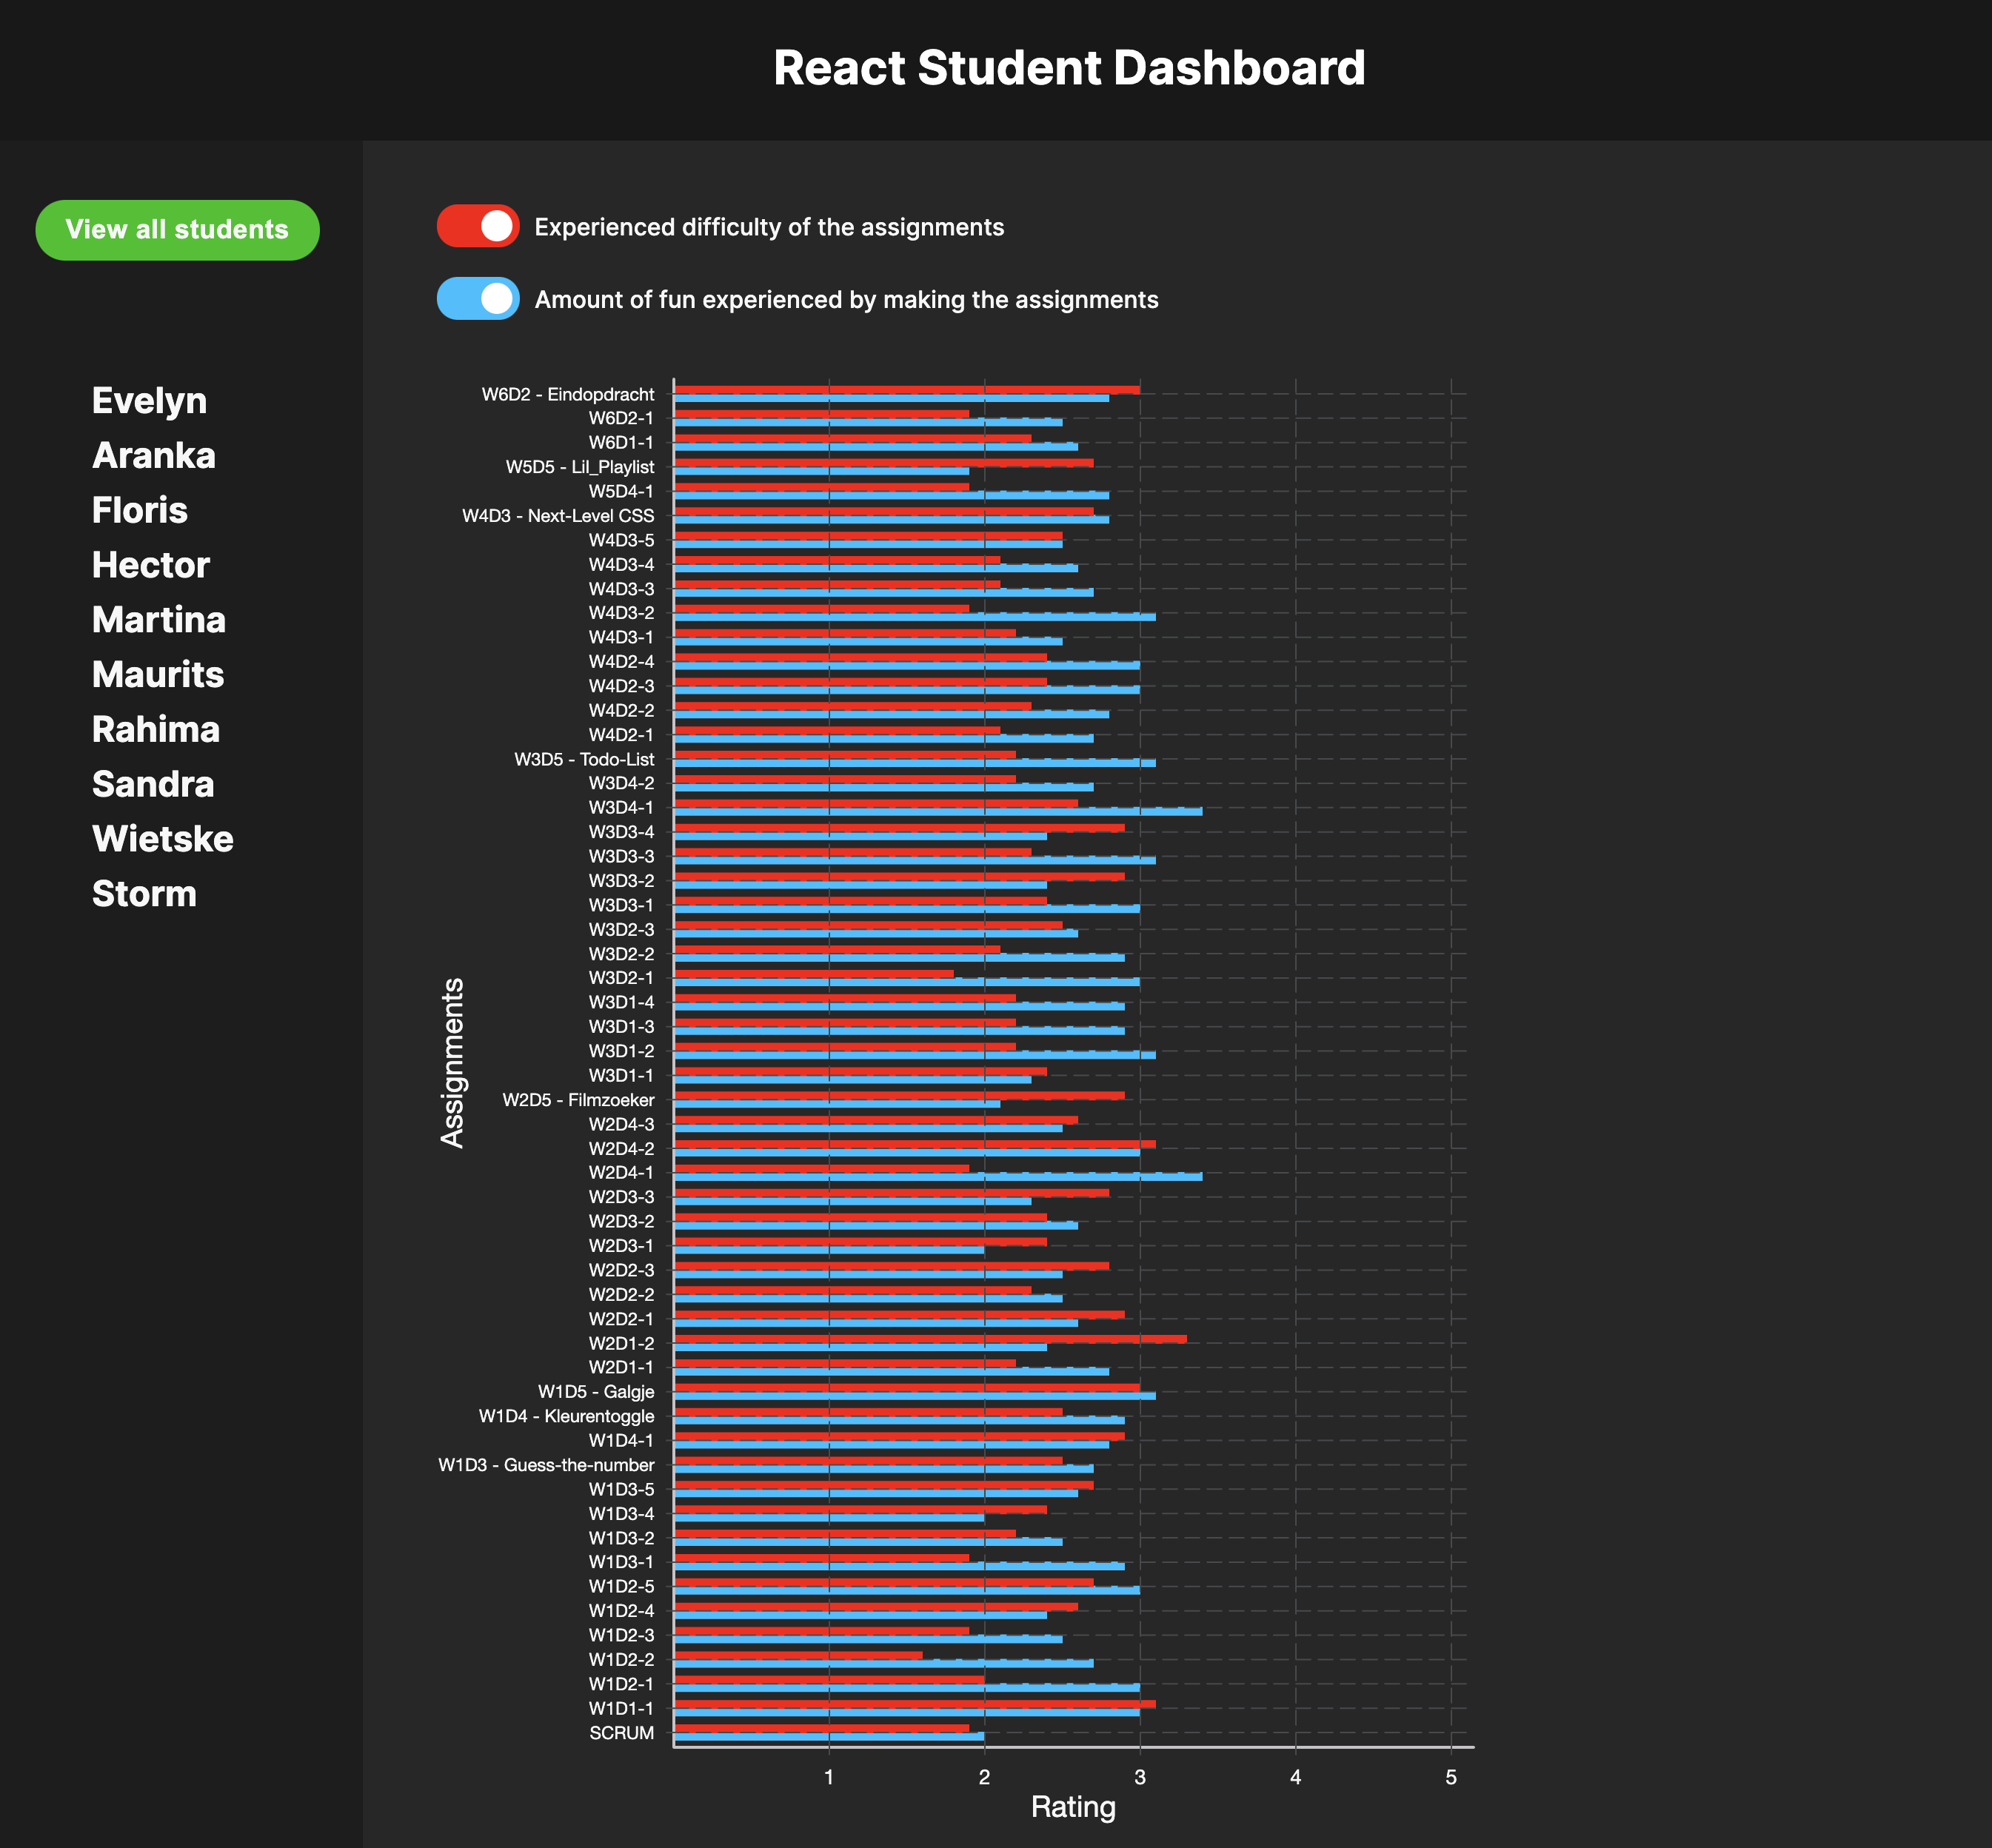 React Student Dashboard
View all students
Evelyn
Aranka
Floris
Hector
Martina
Maurits
Rahima
Sandra
Wietske
Storm
Experienced difficulty of the assignments
Amount of fun experienced by making the assignments
Assignments
W6D2 - Eindopdracht
W6D2-1
W6D1-1
W5D5 - Lil_Playlist
W5D4-1
W4D3 - Next-Level CSS
W4D3-5
W4D3-4
W4D3-3
W4D3-2
W4D3-1
W4D2-4
W4D2-3
W4D2-2
W4D2-1
W3D5 - Todo-List
W3D4-2
W3D4-1
W3D3-4
W3D3-3
W3D3-2
W3D3-1
W3D2-3
W3D2-2
W3D2-1
W3D1-4
W3D1-3
W3D1-2
W3D1-1
W2D5 - Filmzoeker
W2D4-3
W2D4-2
W2D4-1
W2D3-3
W2D3-2
W2D3-1
W2D2-3
W2D2-2
W2D2-1
W2D1-2
W2D1-1
W1D5 - Galgje
W1D4 - Kleurentoggle
W1D4-1
W1D3 - Guess-the-number
W1D3-5
W1D3-4
W1D3-2
W1D3-1
W1D2-5
W1D2-4
W1D2-3
W1D2-2
W1D2-1
W1D1-1
SCRUM
1 2 3 4 5
Rating